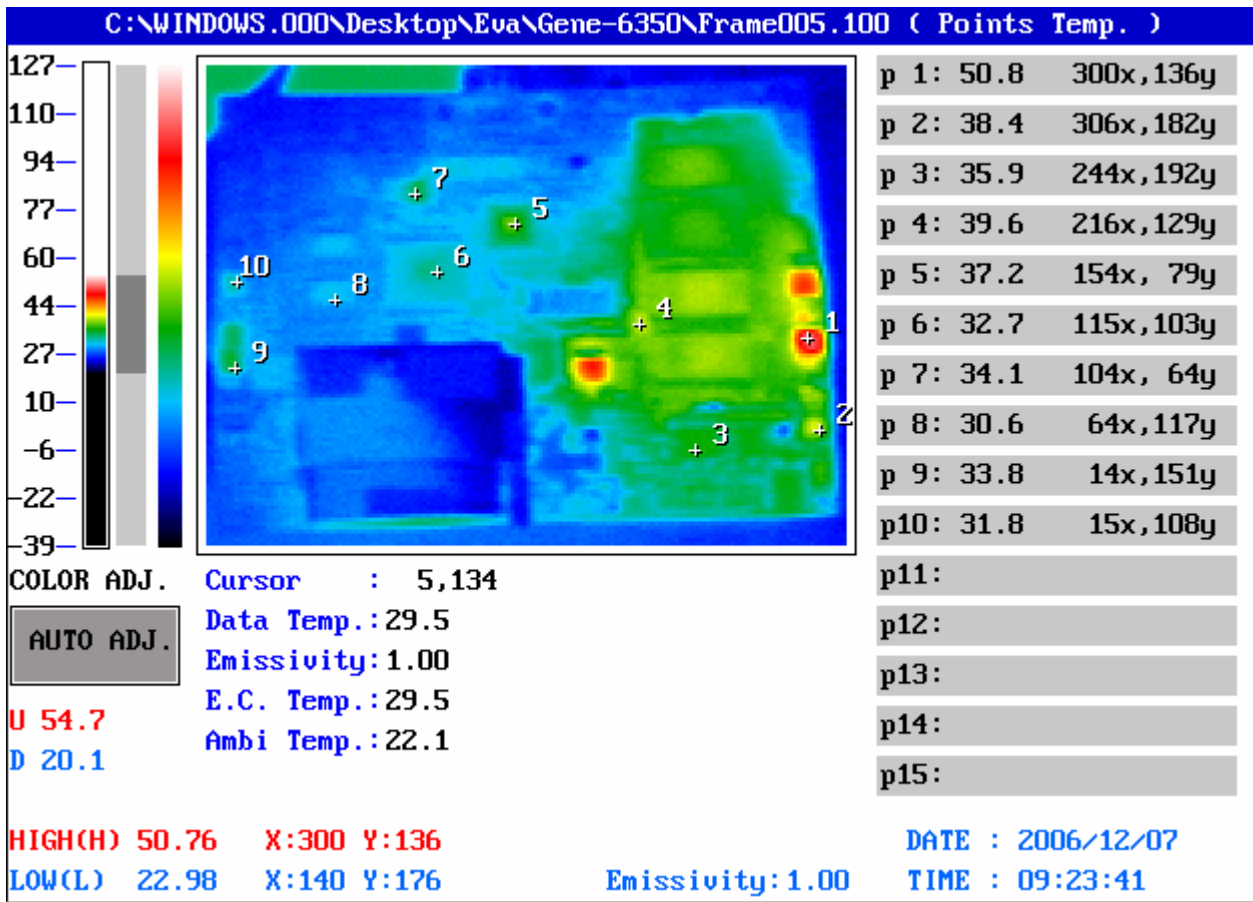 C:\WINDOWS.000\Desktop\Eva\Gene-6350\Frame005.100 ( Points Temp. )
127
110
94
77
60
44
27
10
-6
-22
-39
COLOR ADJ.
AUTO ADJ.
U 54.7
D 20.1
7
5
6
10
8
4
1
9
2
3
p 1: 50.8 300x,136y
p 2: 38.4 306x,182y
p 3: 35.9 244x,192y
p 4: 39.6 216x,129y
p 5: 37.2 154x, 79y
p 6: 32.7 115x,103y
p 7: 34.1 104x, 64y
p 8: 30.6 64x,117y
p 9: 33.8 14x,151y
p10: 31.8 15x,108y
p11:
p12:
p13:
p14:
p15:
Cursor : 5,134
Data Temp.:29.5
Emissivity:1.00
E.C. Temp.:29.5
Ambi Temp.:22.1
HIGH(H) 50.76 X:300 Y:136
LOW(L) 22.98 X:140 Y:176
Emissivity:1.00
DATE : 2006/12/07
TIME : 09:23:41